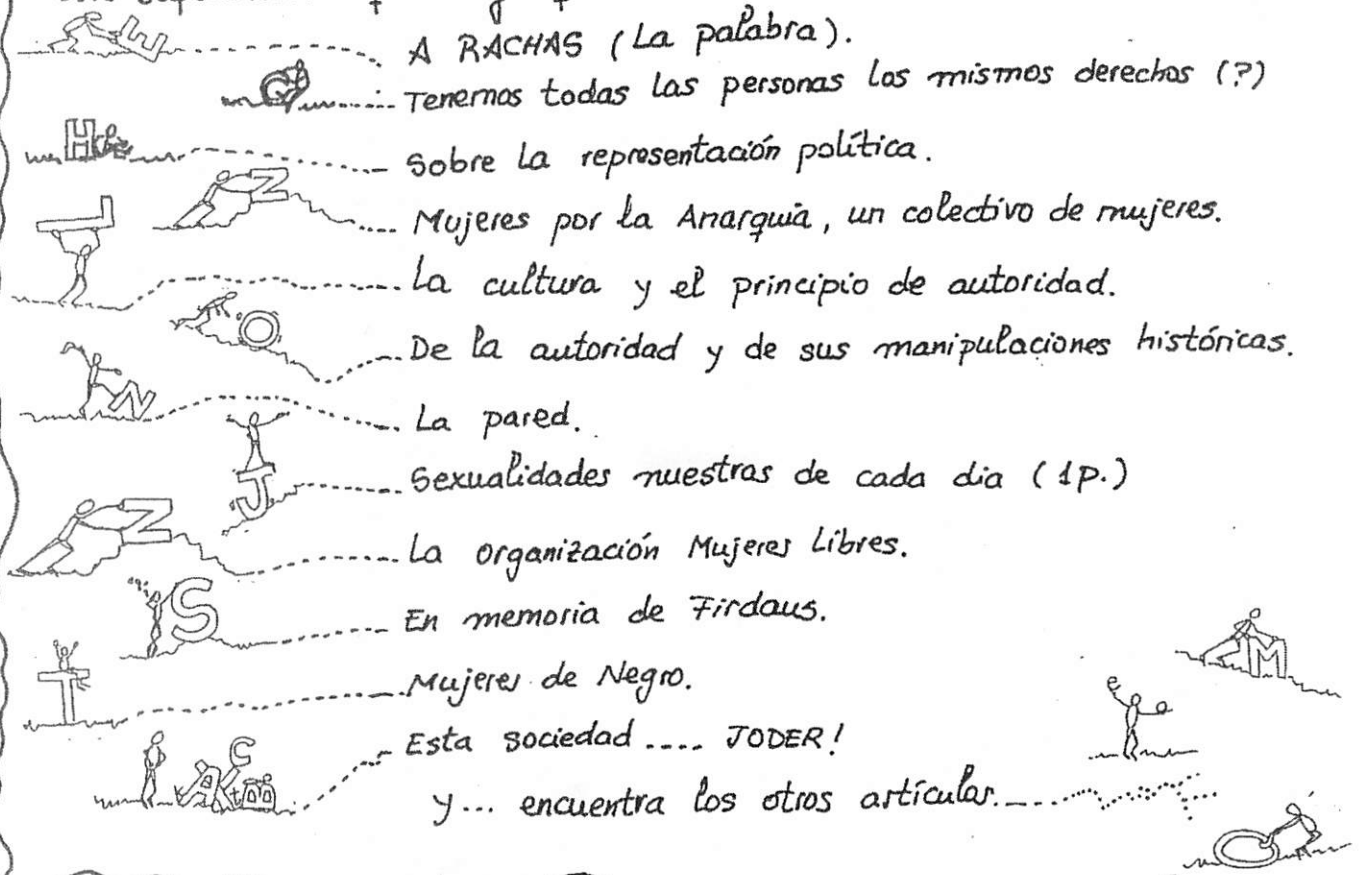 A RACHAS (La palabra).
Tenemos todas las personas los mismos derechos (?)
Sobre la representación política.
Mujeres por la Anarquía, un colectivo de mujeres.
La cultura y el principio de autoridad.
De la autoridad y de sus manipulaciones históricas.
La pared.
Sexualidades nuestras de cada dia (1p.)
La organización Mujeres Libres.
En memoria de Firdaus.
Mujeres de Negro.
Esta sociedad .... JODER!
y... encuentra los otros artículos.